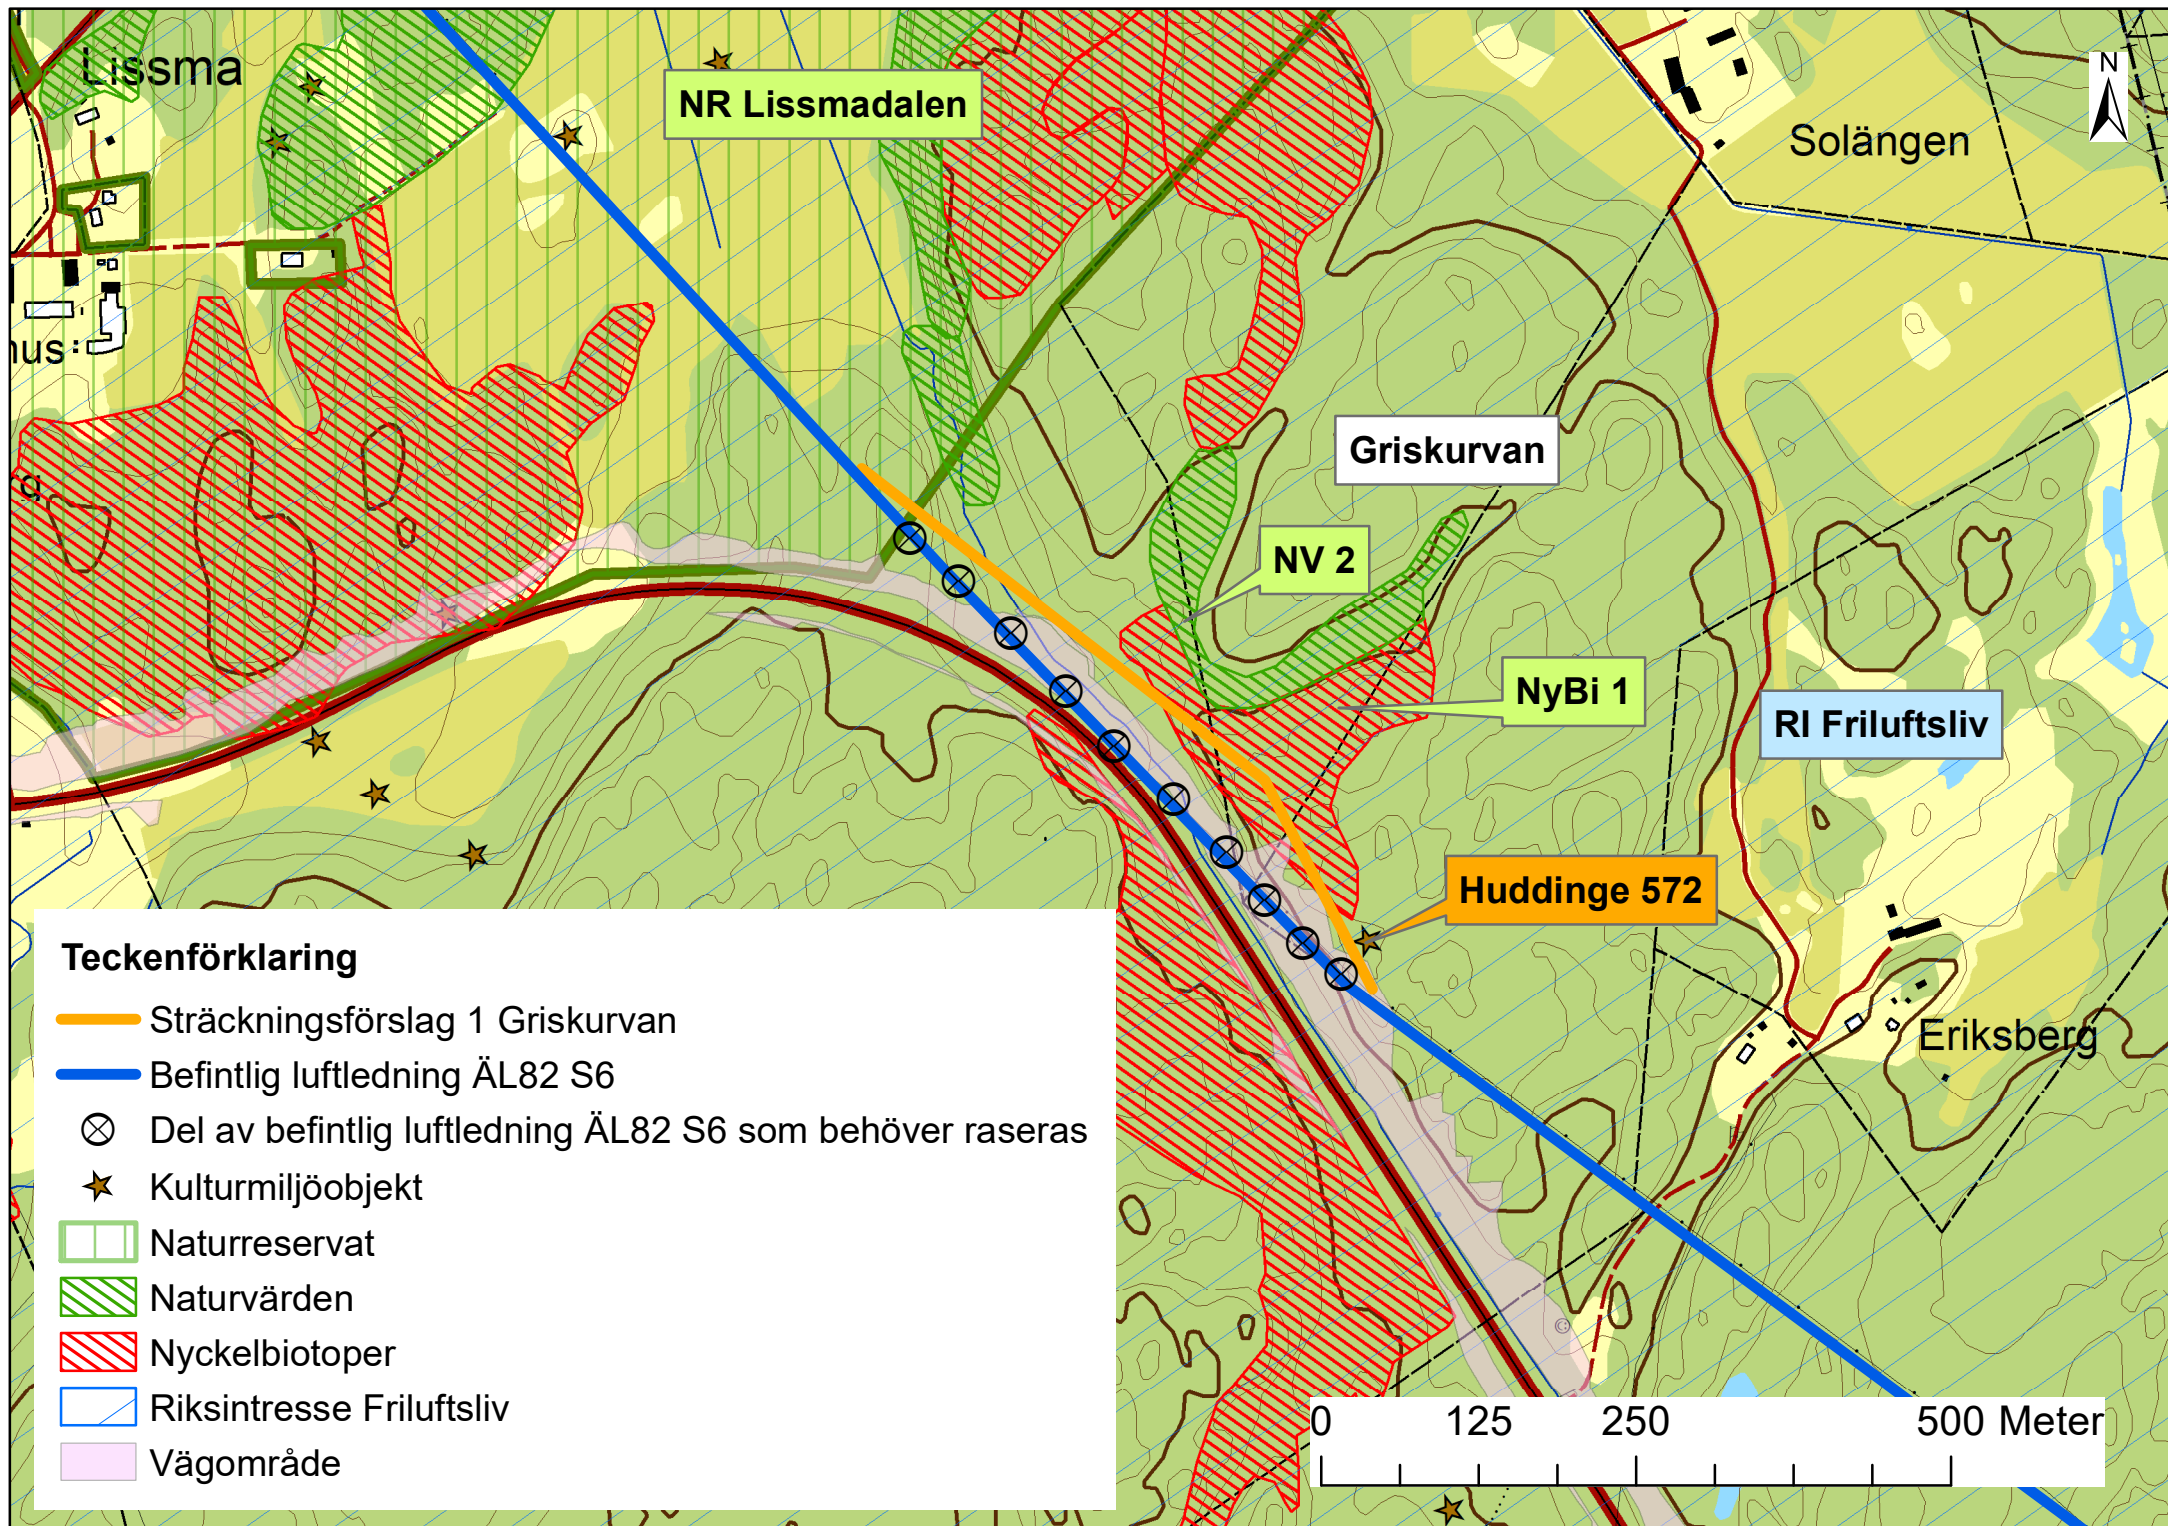 Lissma
NR Lissmadalen
N
Solängen
us
g
Griskurvan
NV 2
NyBi 1
RI Friluftsliv
Huddinge 572
Eriksberg
Teckenförklaring
Sträckningsförslag 1 Griskurvan
Befintlig luftledning ÄL82 S6
Del av befintlig luftledning ÄL82 S6 som behöver raseras
Kulturmiljöobjekt
Naturreservat
Naturvärden
Nyckelbiotoper
Riksintresse Friluftsliv
Vägområde
0 125 250 500 Meter